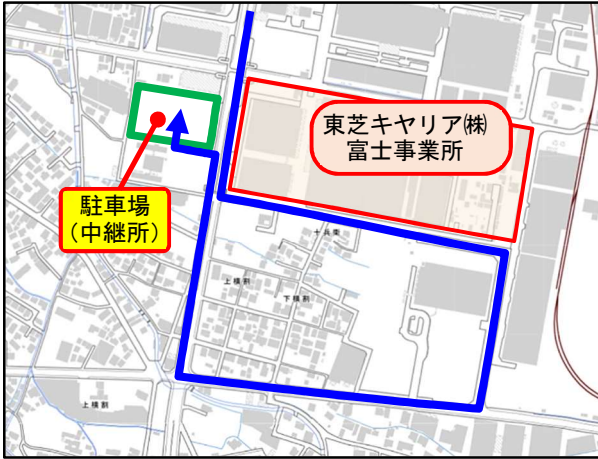 東芝キヤリア㈱
富士事業所
駐車場
（中継所）
十兵衛
上横割
下横割
上横割